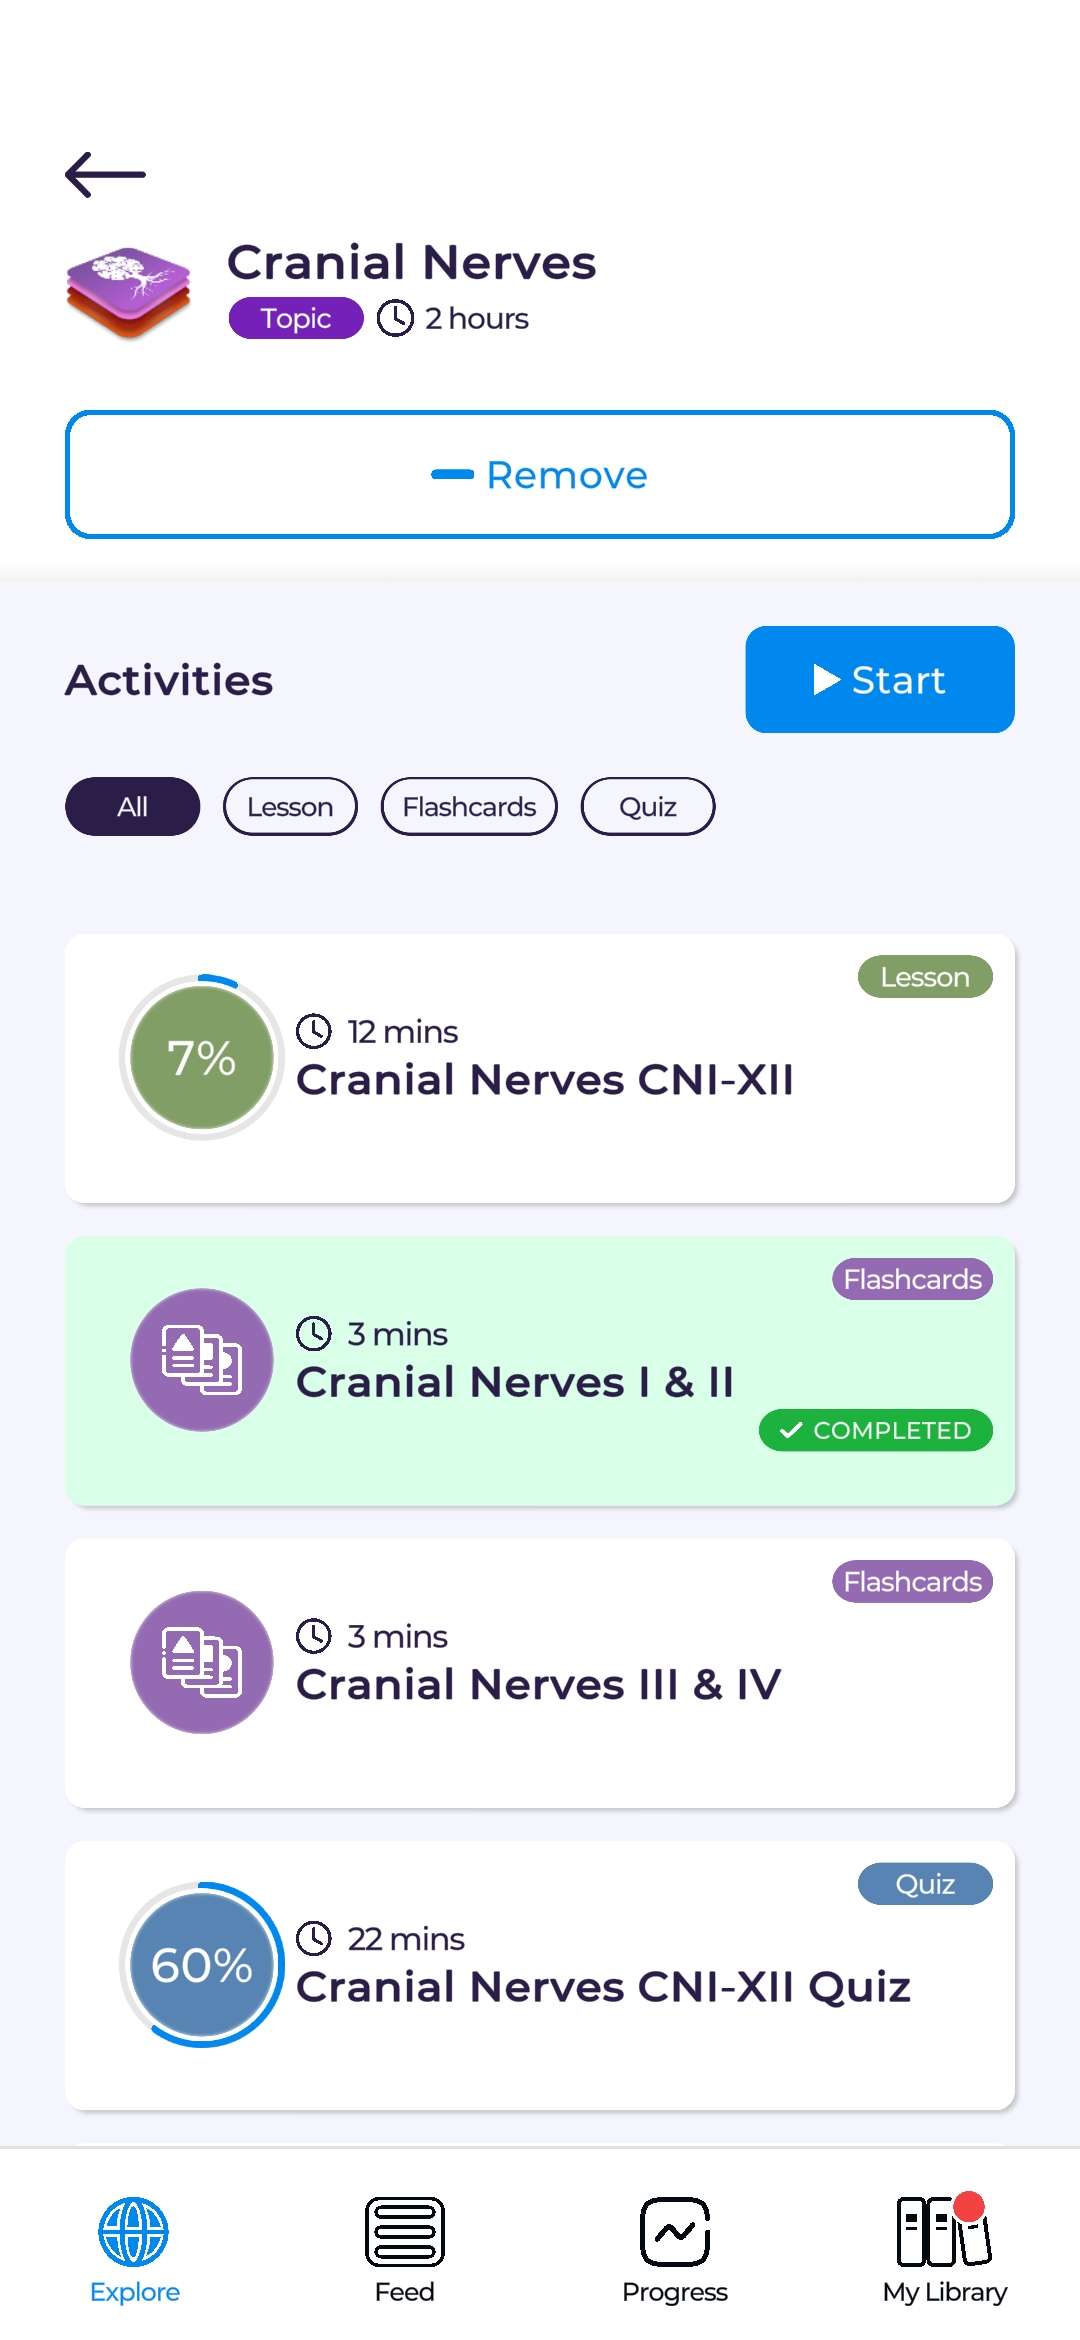 Cranial Nerves
Topic
2 hours
Remove
Activities
Start
All
Lesson
Flashcards
Quiz
Lesson
7%
12 mins
Cranial Nerves CNI-XII
Flashcards
3 mins
Cranial Nerves I & II
COMPLETED
Flashcards
3 mins
Cranial Nerves III & IV
Quiz
60%
22 mins
Cranial Nerves CNI-XII Quiz
Explore
Feed
Progress
My Library